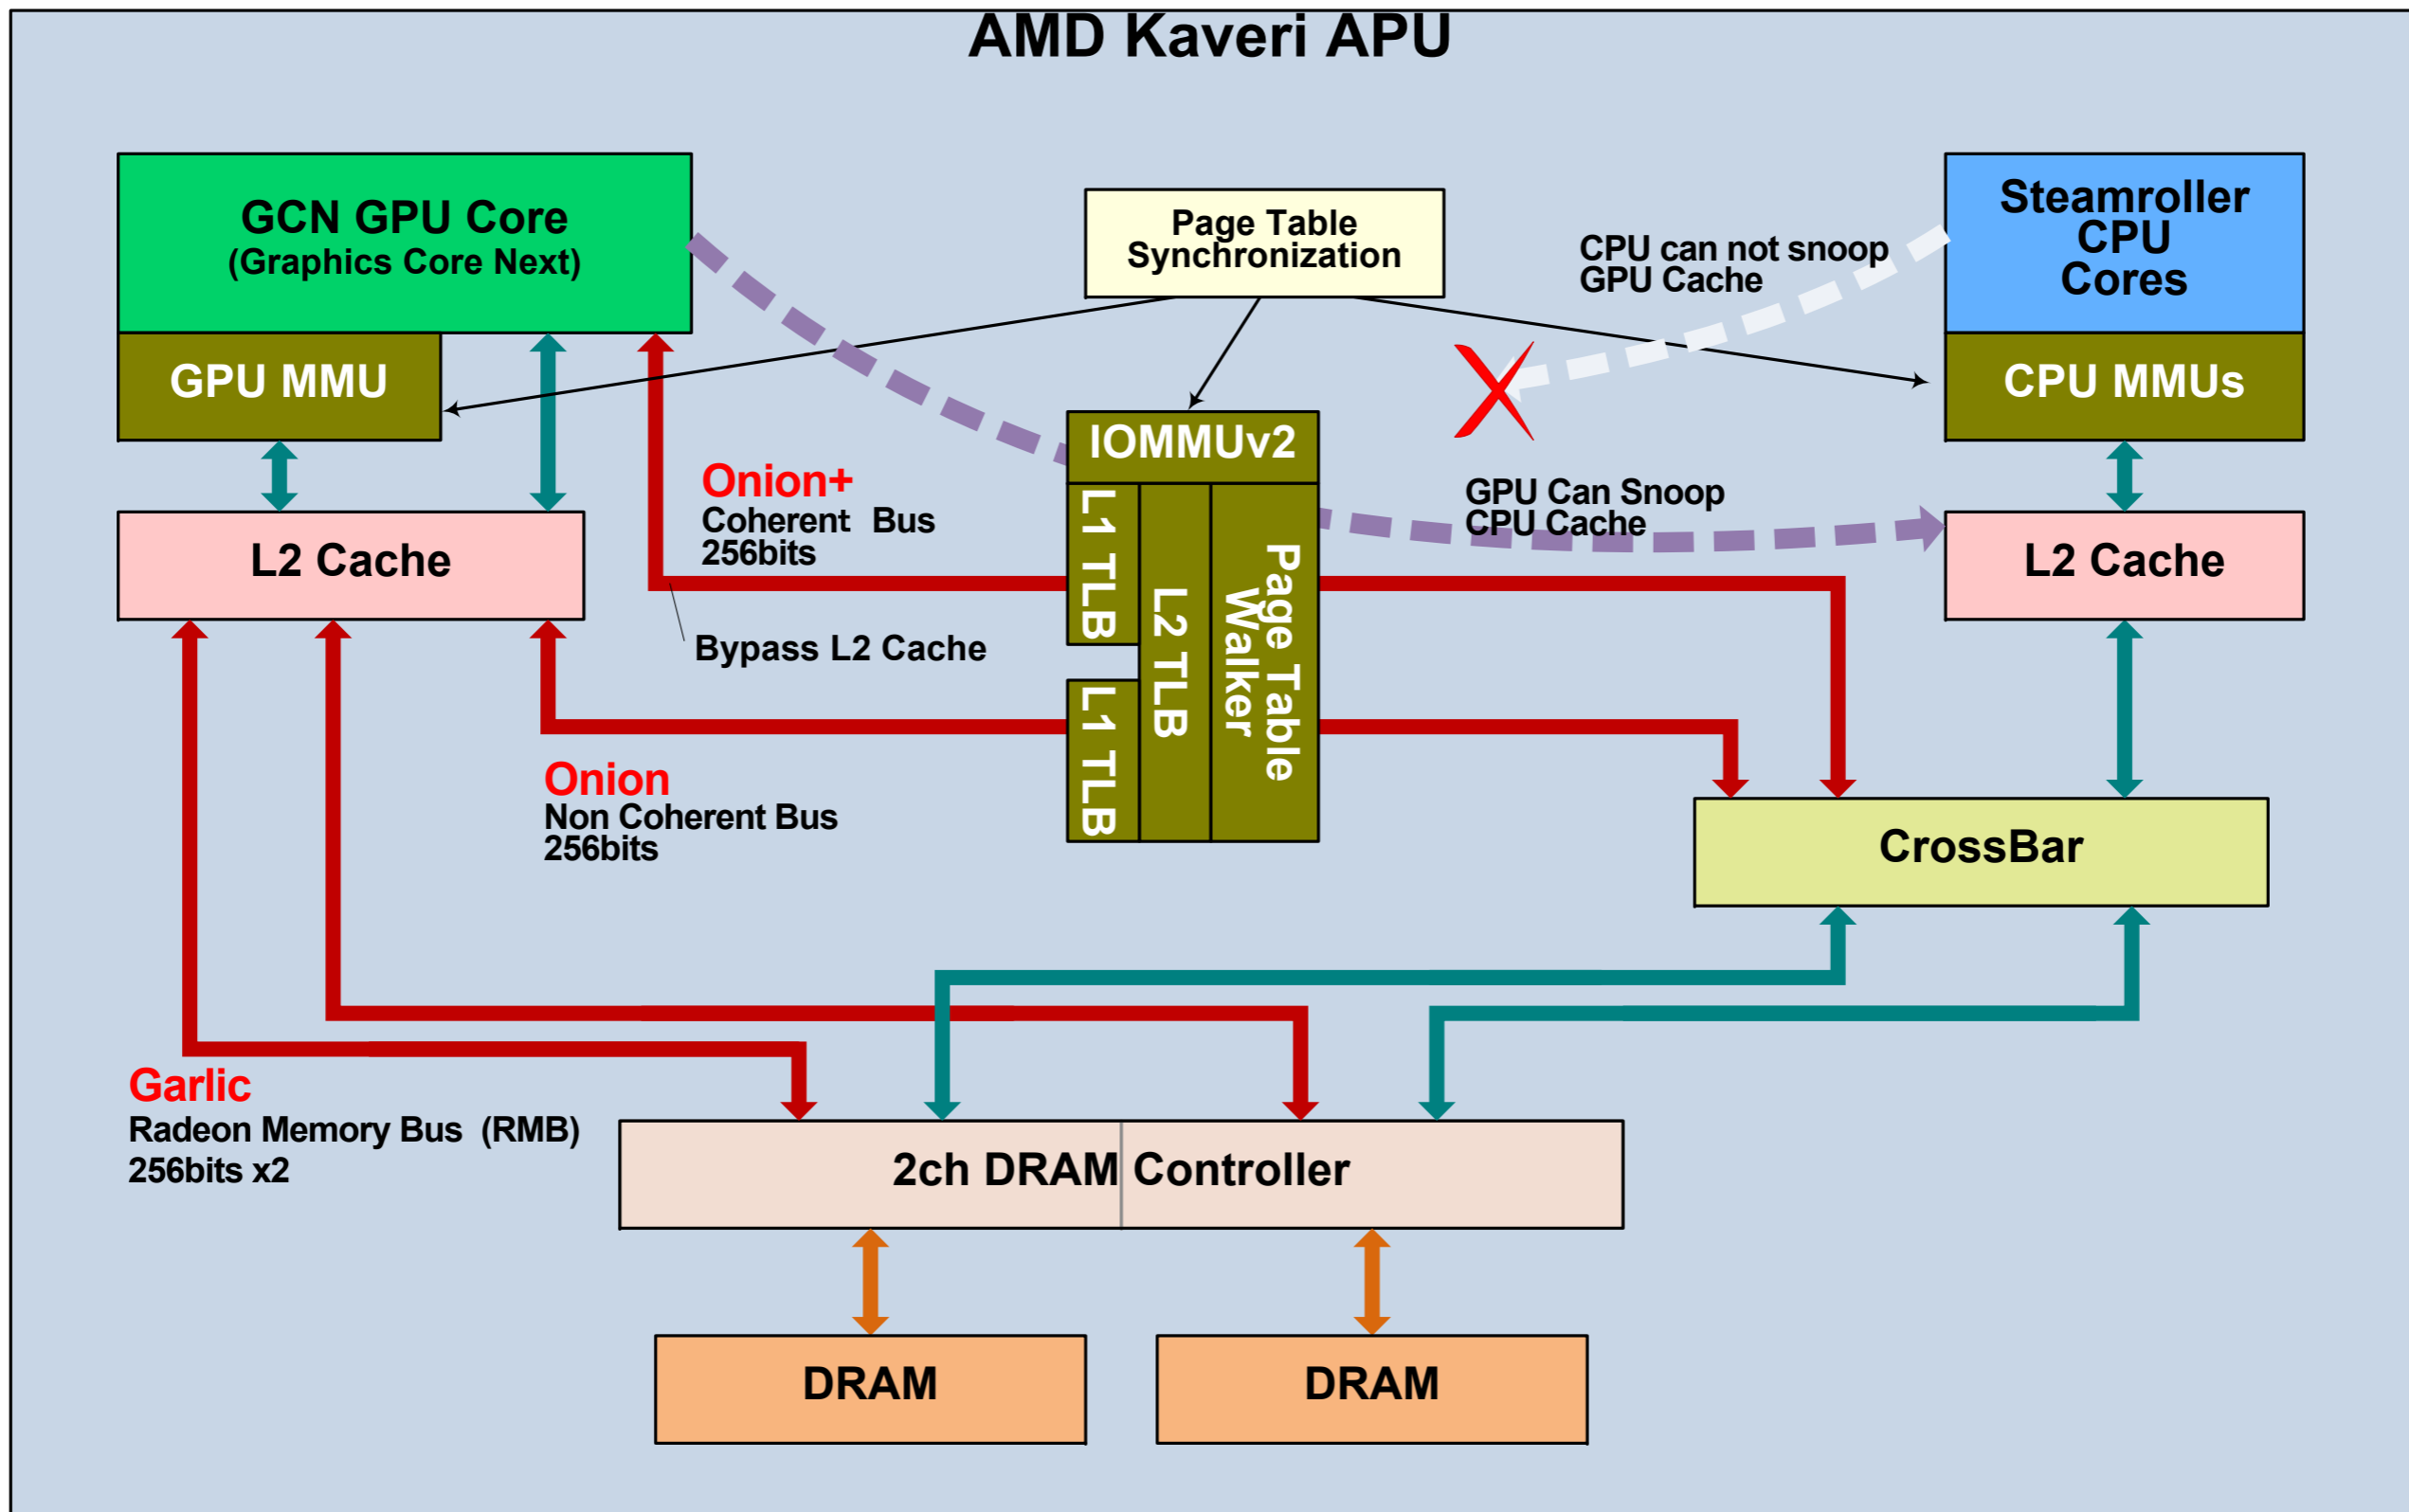 AMD Kaveri APU
GCN GPU Core
(Graphics Core Next)
GPU MMU
Page Table
Synchronization
CPU can not snoop
GPU Cache
Steamroller
CPU
Cores
CPU MMUs
IOMMUv2
L1 TLB
L2 TLB
Page Table
Walker
L1 TLB
Onion+
Coherent Bus
256bits
GPU Can Snoop
CPU Cache
L2 Cache
L2 Cache
Bypass L2 Cache
Onion
Non Coherent Bus
256bits
CrossBar
Garlic
Radeon Memory Bus (RMB)
256bits x2
2ch DRAM Controller
DRAM
DRAM